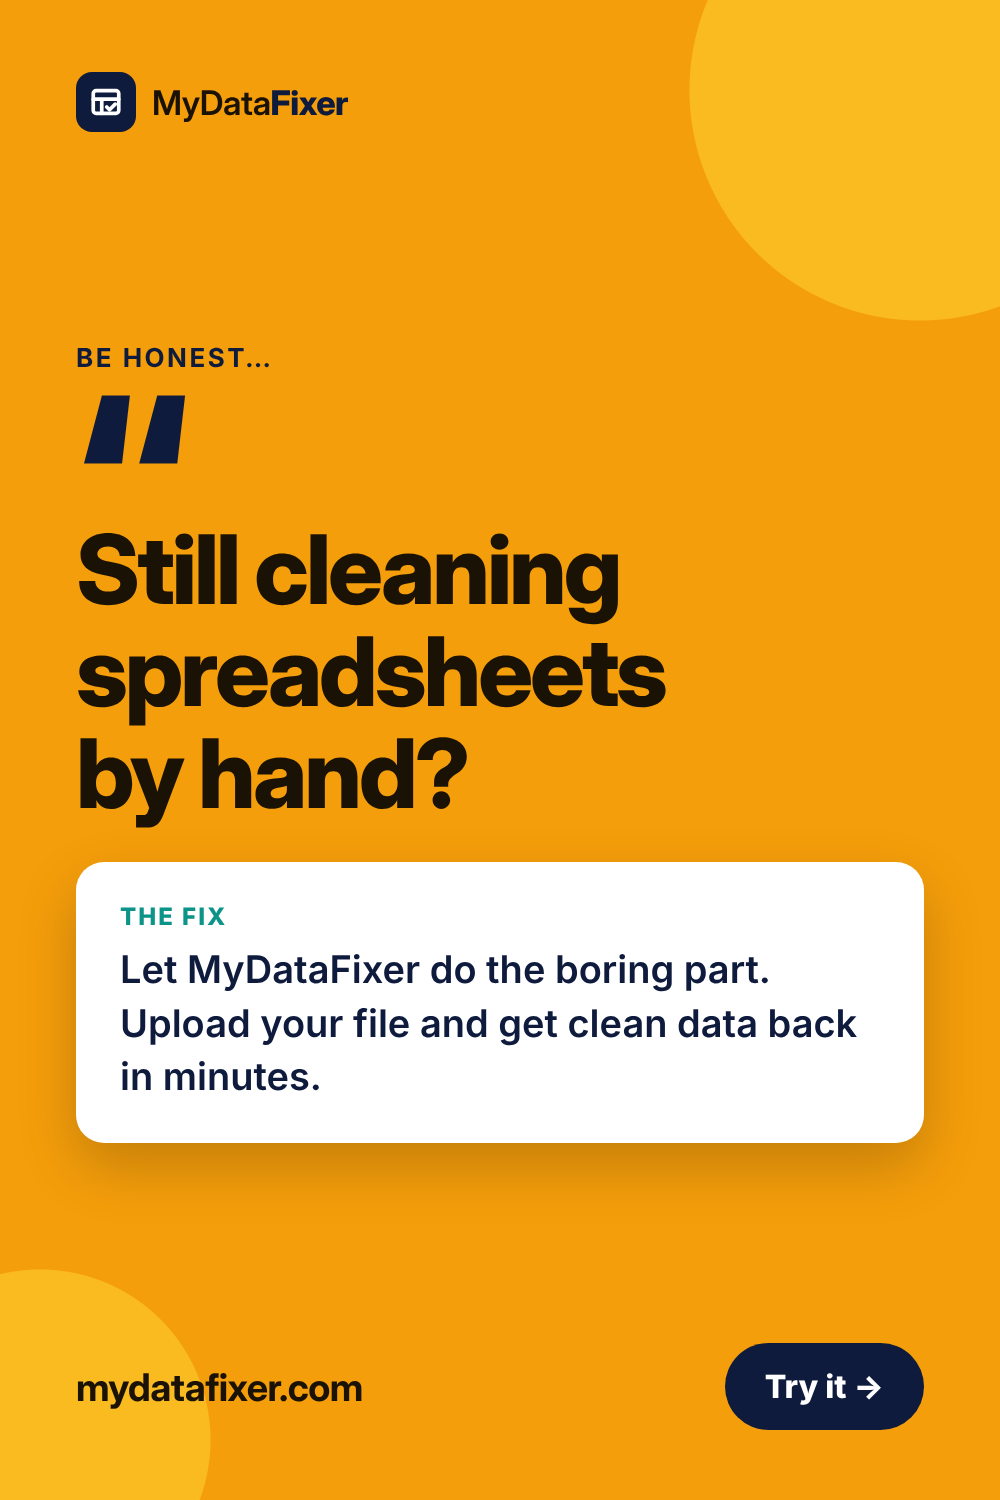 MyDataFixer
BE HONEST...
"
Still cleaning
spreadsheets
by hand?
THE FIX
Let MyDataFixer do the boring part.
Upload your file and get clean data back
in minutes.
mydatafixer.com
Try it →